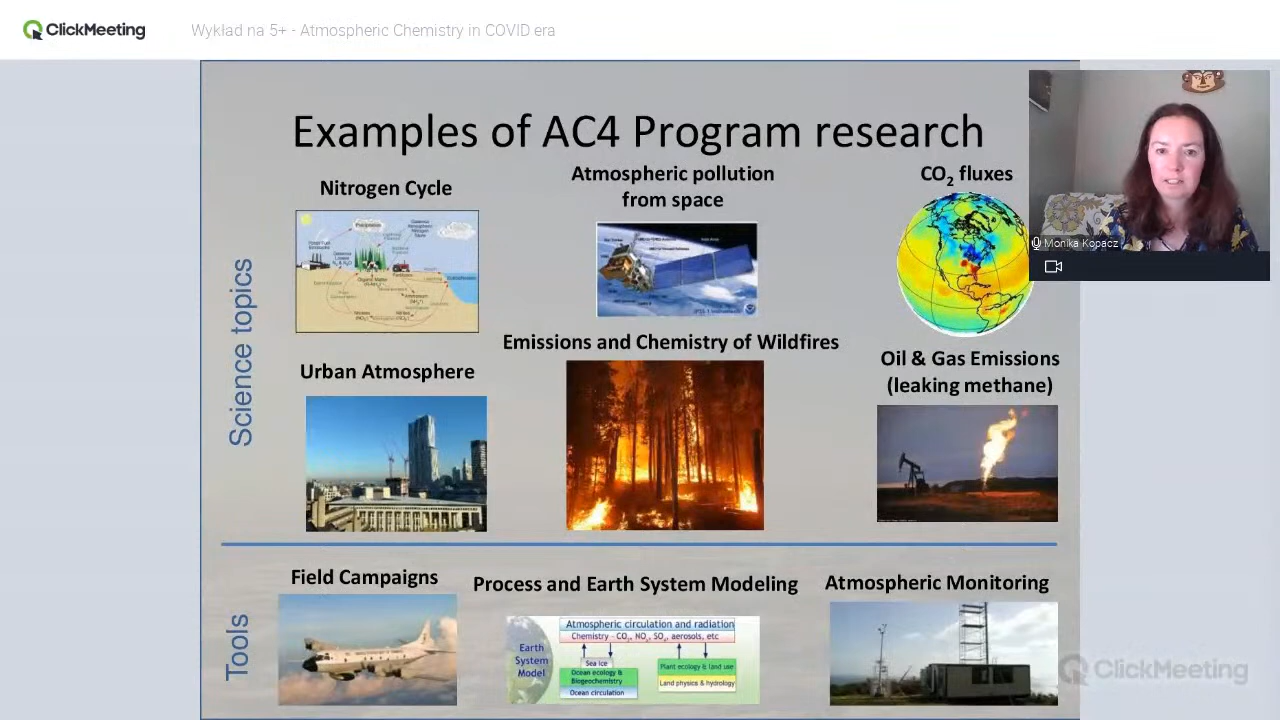 ClickMeeting
Wykład na 5+ - Atmospheric Chemistry in COVID era
Examples of AC4 Program research
Science topics
Nitrogen Cycle
Precipitation
Atmospheric pollution
from space
CO₂ fluxes
Monika Kopacz
Urban Atmosphere
Emissions and Chemistry of Wildfires
Oil & Gas Emissions
(leaking methane)
Tools
Field Campaigns
Process and Earth System Modeling
Earth
System
Model
Atmospheric circulation and radiation
Chemistry - CO₂, NOₓ, SOₓ, aerosols, etc
Sea ice
Ocean ecology &
Biogeochemistry
Ocean circulation
Plant ecology & land use
Land physics & hydrology
Atmospheric Monitoring
ClickMeeting